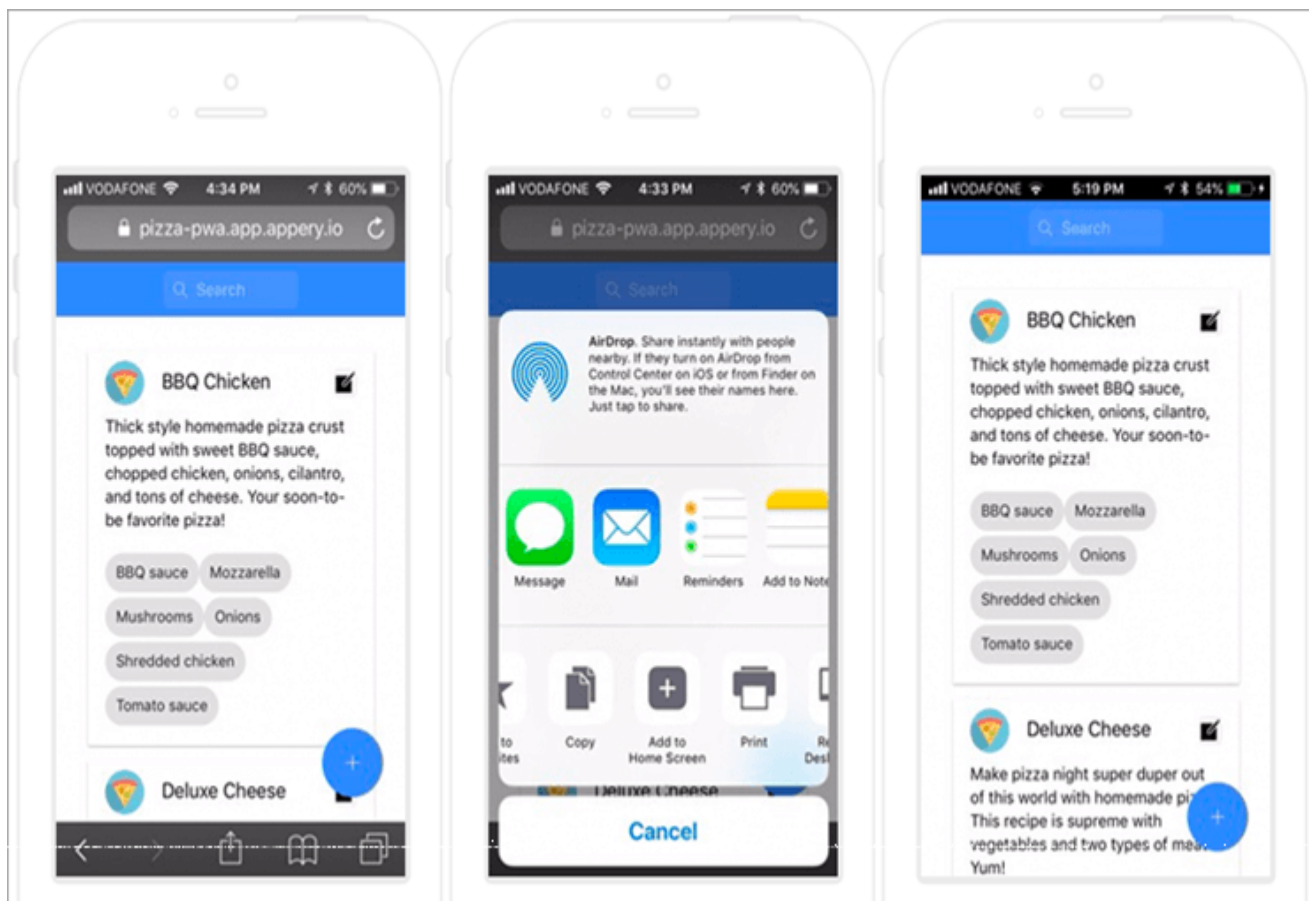 VODAFONE 4:34 PM 60%
pizza-pwa.app.appery.io
Search
BBQ Chicken
Thick style homemade pizza crust
topped with sweet BBQ sauce,
chopped chicken, onions, cilantro,
and tons of cheese. Your soon-to-
be favorite pizza!
BBQ sauce Mozzarella
Mushrooms Onions
Shredded chicken
Tomato sauce
Deluxe Cheese
VODAFONE 4:33 PM 60%
pizza-pwa.app.appery.io
Search
AirDrop. Share instantly with people
nearby. If they turn on AirDrop from
Control Center on iOS or from Finder on
the Mac, you'll see their names here.
Just tap to share.
Message Mail Reminders Add to Note
to Copy Add to Print
Home Screen
Deluxe Cheese
Cancel
VODAFONE 5:19 PM 54%
Search
BBQ Chicken
Thick style homemade pizza crust
topped with sweet BBQ sauce,
chopped chicken, onions, cilantro,
and tons of cheese. Your soon-to-
be favorite pizza!
BBQ sauce Mozzarella
Mushrooms Onions
Shredded chicken
Tomato sauce
Deluxe Cheese
Make pizza night super duper out
of this world with homemade
This recipe is supreme with
vegetables and two types of
Yum!